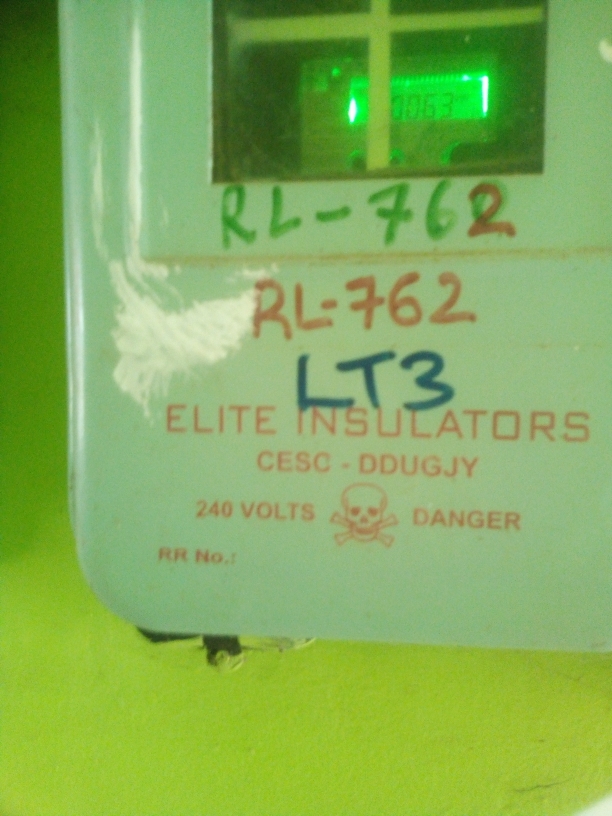 0063
RL-762
RL-762
LT3
ELITE INSULATORS
CESC - DDUGJY
240 VOLTS DANGER
RR No.: